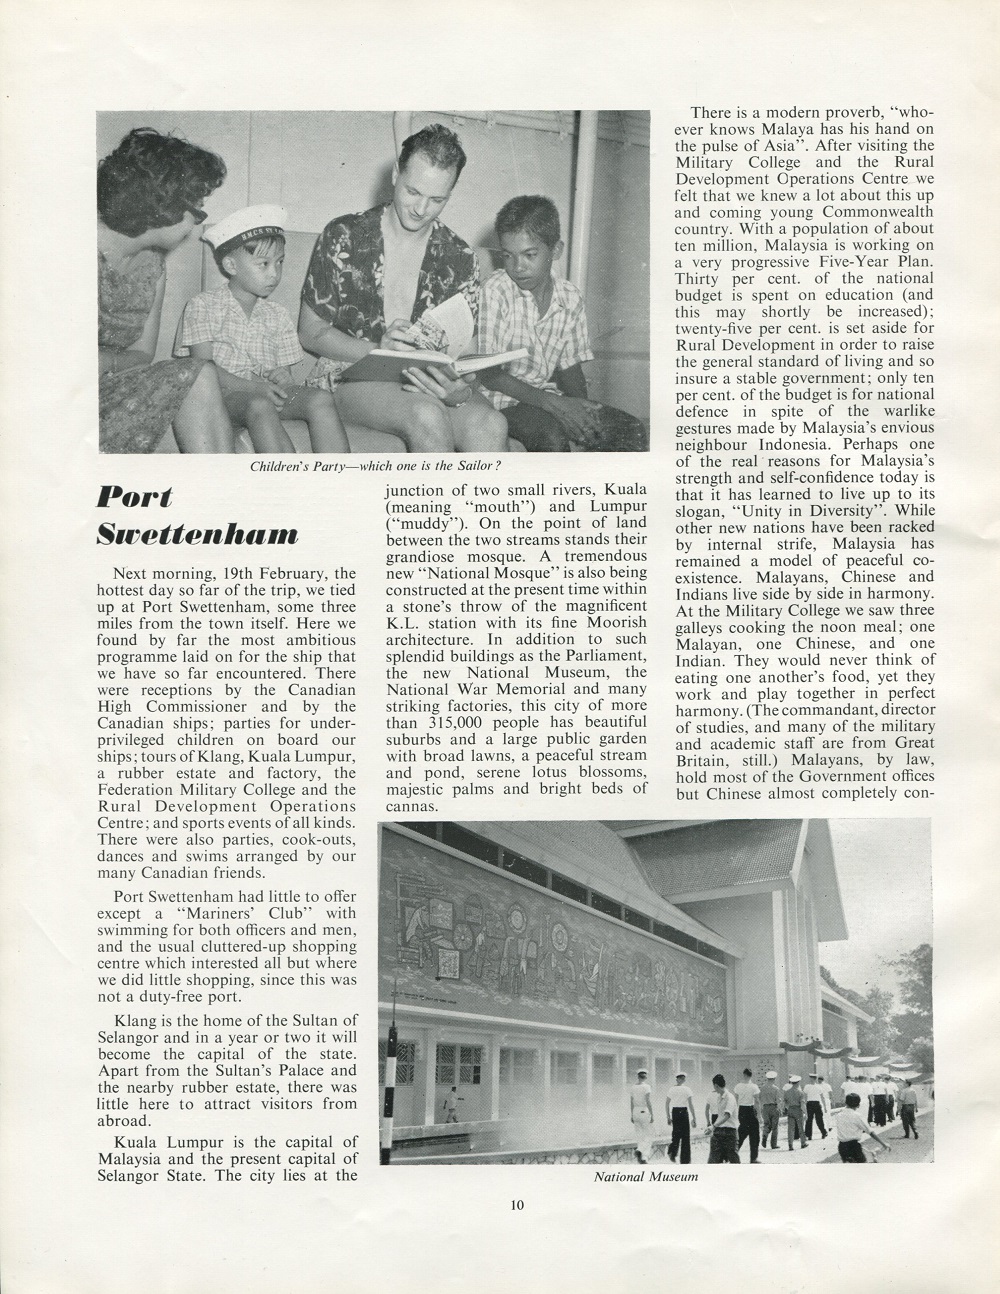 Children's Party—which one is the Sailor?
Port
Swettenham
Next morning, 19th February, the
hottest day so far of the trip, we tied
up at Port Swettenham, some three
miles from the town itself. Here we
found by far the most ambitious
programme laid on for the ship that
we have so far encountered. There
were receptions by the Canadian
High Commissioner and by the
Canadian ships; parties for under-
privileged children on board our
ships; tours of Klang, Kuala Lumpur,
a rubber estate and factory, the
Federation Military College and the
Rural Development Operations
Centre; and sports events of all kinds.
There were also parties, cook-outs,
dances and swims arranged by our
many Canadian friends.
Port Swettenham had little to offer
except a "Mariners' Club" with
swimming for both officers and men,
and the usual cluttered-up shopping
centre which interested all but where
we did little shopping, since this was
not a duty-free port.
Klang is the home of the Sultan of
Selangor and in a year or two it will
become the capital of the state.
Apart from the Sultan's Palace and
the nearby rubber estate, there was
little here to attract visitors from
abroad.
Kuala Lumpur is the capital of
Malaysia and the present capital of
Selangor State. The city lies at the
junction of two small rivers, Kuala
(meaning "mouth") and Lumpur
("muddy"). On the point of land
between the two streams stands their
grandiose mosque. A tremendous
new "National Mosque" is also being
constructed at the present time within
a stone's throw of the magnificent
K.L. station with its fine Moorish
architecture. In addition to such
splendid buildings as the Parliament,
the new National Museum, the
National War Memorial and many
striking factories, this city of more
than 315,000 people has beautiful
suburbs and a large public garden
with broad lawns, a peaceful stream
and pond, serene lotus blossoms,
majestic palms and bright beds of
cannas.
There is a modern proverb, "who-
ever knows Malaya has his hand on
the pulse of Asia". After visiting the
Military College and the Rural
Development Operations Centre we
felt that we knew a lot about this up
and coming young Commonwealth
country. With a population of about
ten million, Malaysia is working on
a very progressive Five-Year Plan.
Thirty per cent. of the national
budget is spent on education (and
this may shortly be increased);
twenty-five per cent. is set aside for
Rural Development in order to raise
the general standard of living and so
insure a stable government; only ten
per cent. of the budget is for national
defence in spite of the warlike
gestures made by Malaysia's envious
neighbour Indonesia. Perhaps one
of the real reasons for Malaysia's
strength and self-confidence today is
that it has learned to live up to its
slogan, "Unity in Diversity". While
other new nations have been racked
by internal strife, Malaysia has
remained a model of peaceful co-
existence. Malayans, Chinese and
Indians live side by side in harmony.
At the Military College we saw three
galleys cooking the noon meal; one
Malayan, one Chinese, and one
Indian. They would never think of
eating one another's food, yet they
work and play together in perfect
harmony. (The commandant, director
of studies, and many of the military
and academic staff are from Great
Britain, still.) Malayans, by law,
hold most of the Government offices
but Chinese almost completely con-
National Museum
10